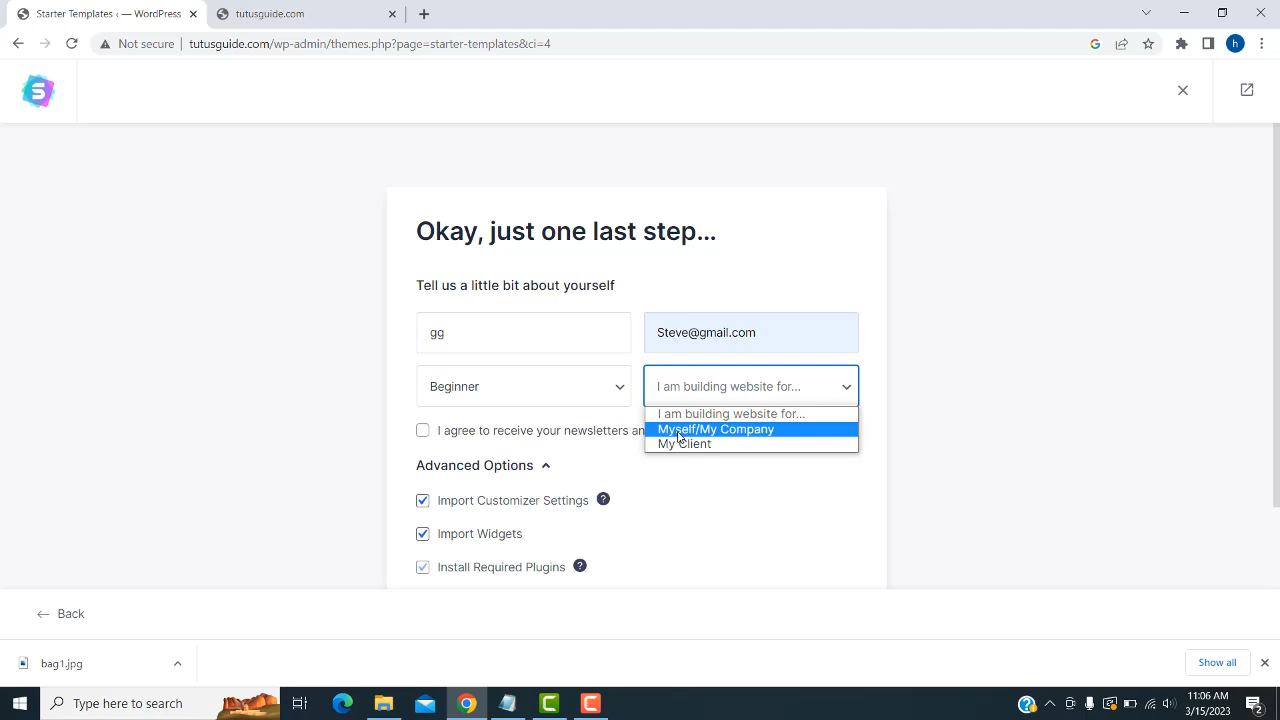 Starter Templates ‹ — WordPress
tutusguide.com
Not secure
tutusguide.com/wp-admin/themes.php?page=starter-templates&ci=4
h
S
Okay, just one last step...
Tell us a little bit about yourself
gg
Steve@gmail.com
Beginner
I am building website for...
I am building website for...
Myself/My Company
My Client
I agree to receive your newsletters an
Advanced Options
Import Customizer Settings ?
Import Widgets
Install Required Plugins ?
← Back
bag1.jpg
Show all
Type here to search
11:06 AM
3/15/2023
2